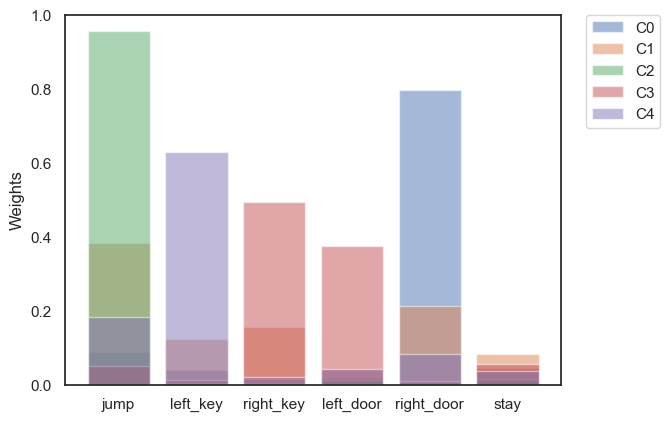 1.0
0.8
0.6
0.4
0.2
0.0
Weights
jump left_key right_key left_door right_door stay
C0
C1
C2
C3
C4